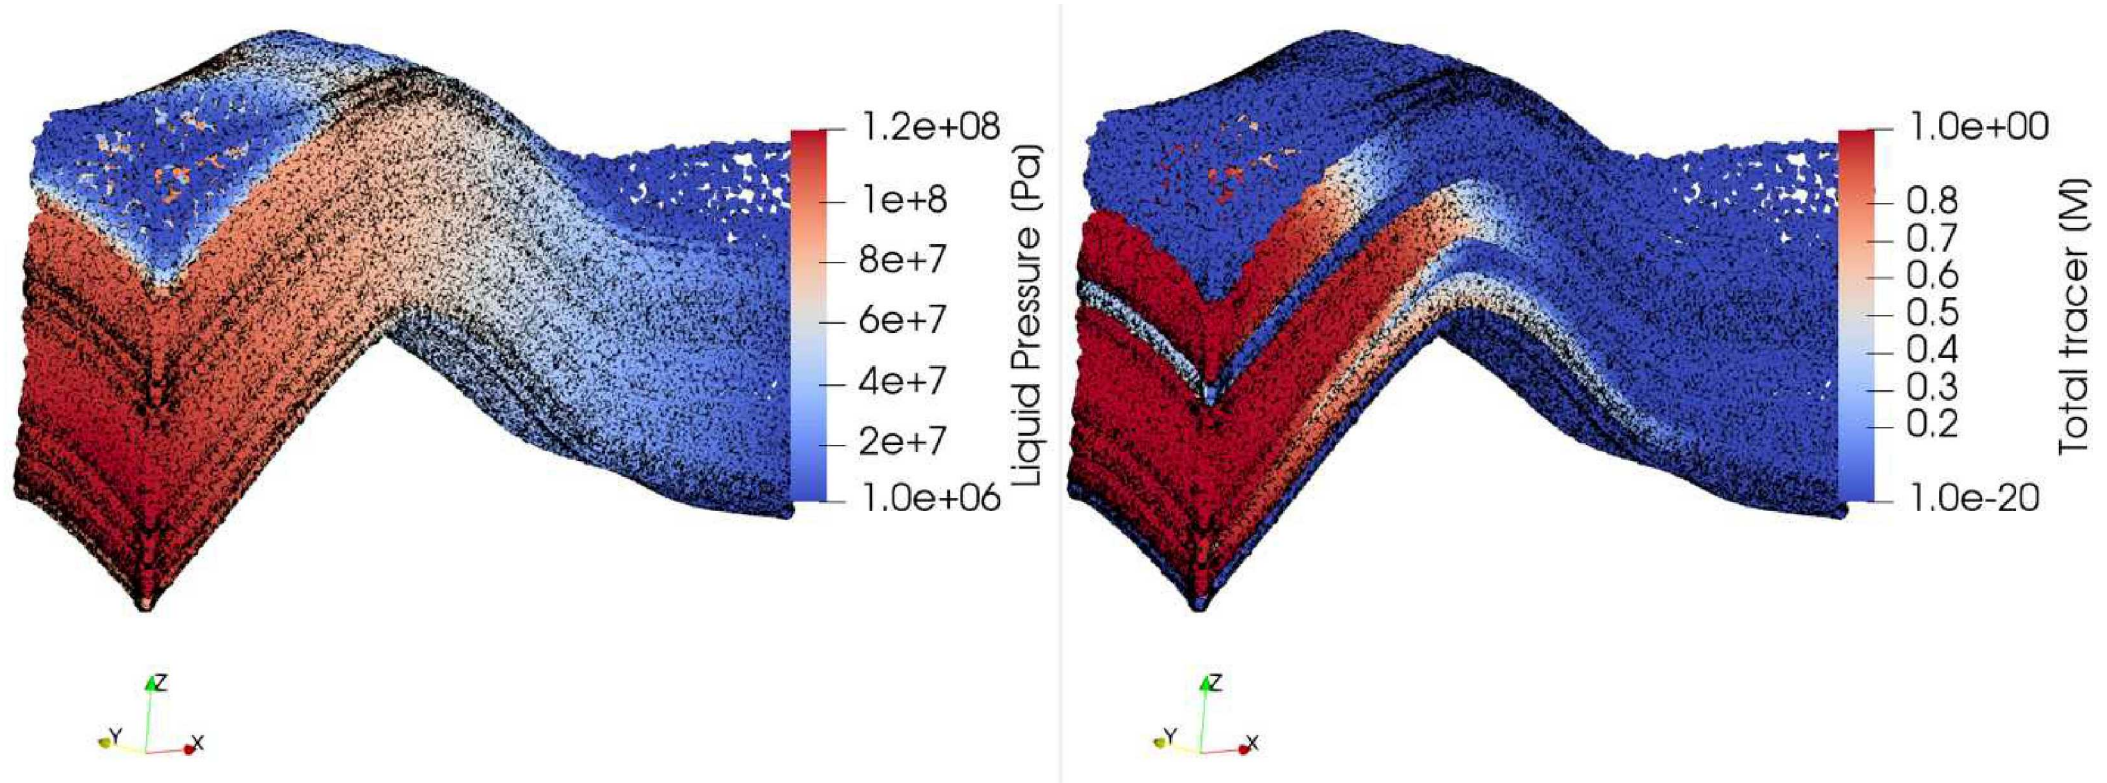 1.2e+08
1e+8
8e+7
6e+7
4e+7
2e+7
1.0e+06
Liquid Pressure (Pa)
Z
Y
X
1.0e+00
0.8
0.7
0.6
0.5
0.4
0.3
0.2
1.0e-20
Total tracer (M)
Z
Y
X